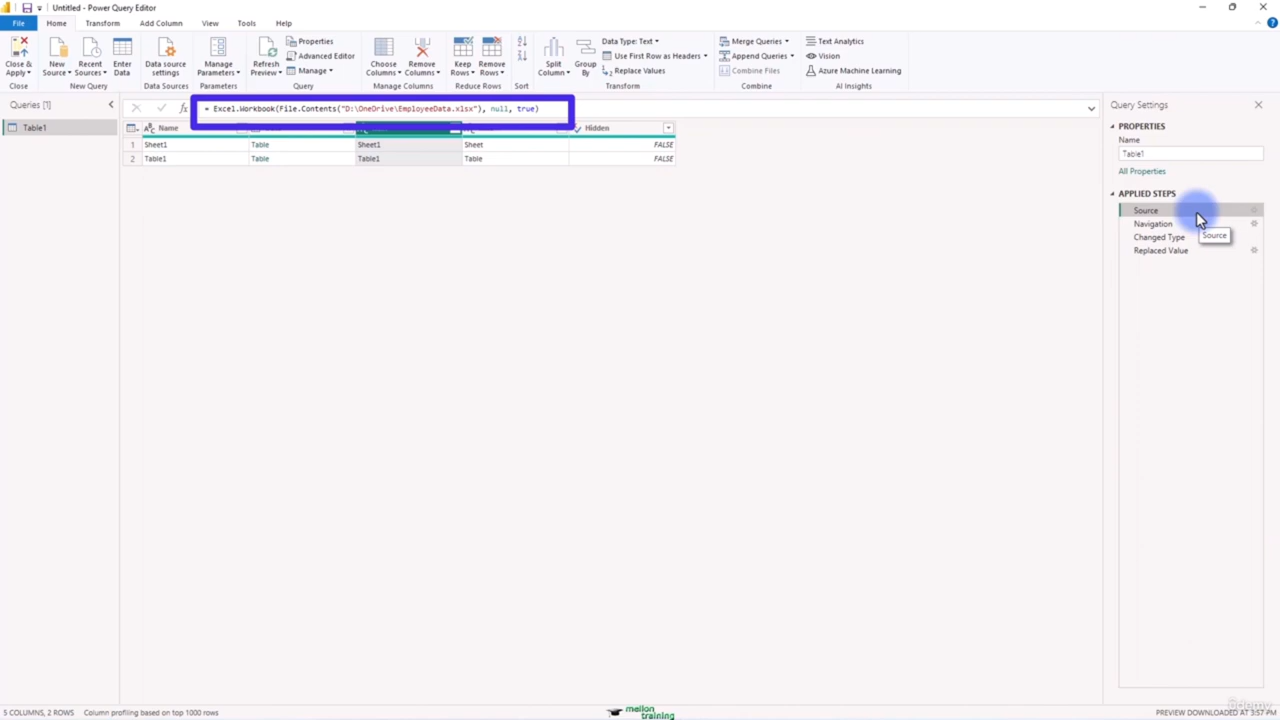 Untitled - Power Query Editor
File Home Transform Add Column View Tools Help
Close & Apply
New Source
Recent Sources
Enter Data
Data source settings
Manage Parameters
Refresh Preview
Properties
Advanced Editor
Manage
Choose Columns
Remove Columns
Keep Rows
Remove Rows
Split Column
Group By
Data Type: Text
Use First Row as Headers
Replace Values
Merge Queries
Append Queries
Combine Files
Text Analytics
Vision
Azure Machine Learning
Close New Query Data Sources Parameters Query Manage Columns Reduce Rows Sort Transform Combine AI Insights
Queries [1]
Table1
= Excel.Workbook(File.Contents("D:\OneDrive\EmployeeData.xlsx"), null, true)
Name Hidden
1 Sheet1 Table Sheet1 Sheet FALSE
2 Table1 Table Table1 Table FALSE
Query Settings
PROPERTIES
Name
Table1
All Properties
APPLIED STEPS
Source
Navigation
Changed Type
Replaced Value
Source
5 COLUMNS, 2 ROWS Column profiling based on top 1000 rows
mellon training
Udemy
PREVIEW DOWNLOADED AT 3:57 PM